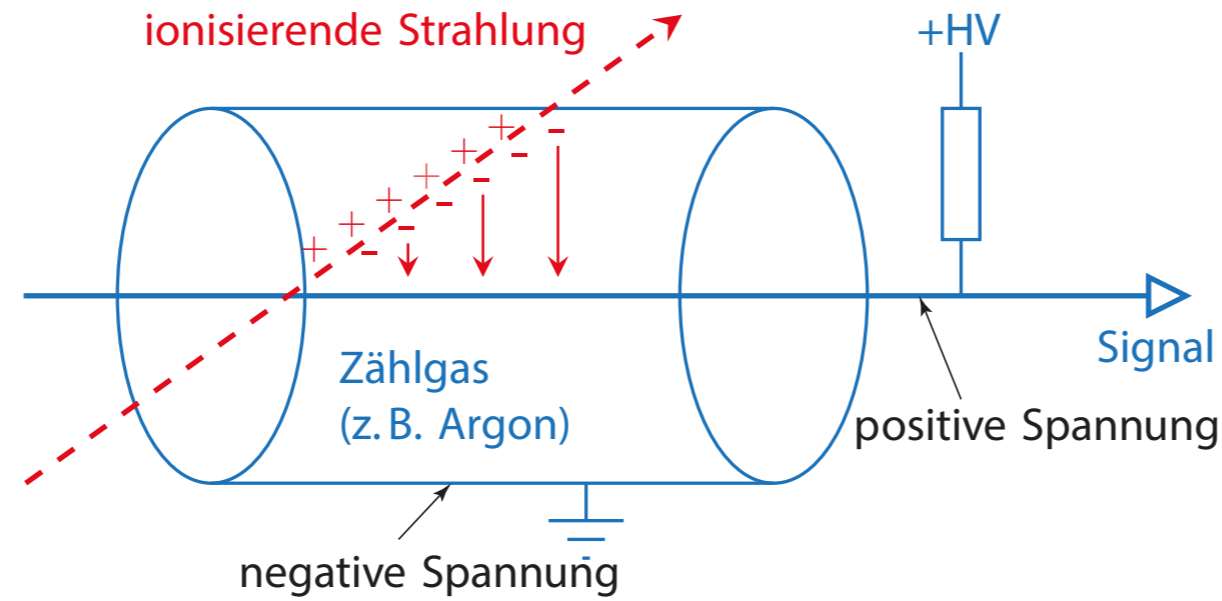 ionisierende Strahlung
+HV
Signal
Zählgas
(z. B. Argon)
positive Spannung
negative Spannung